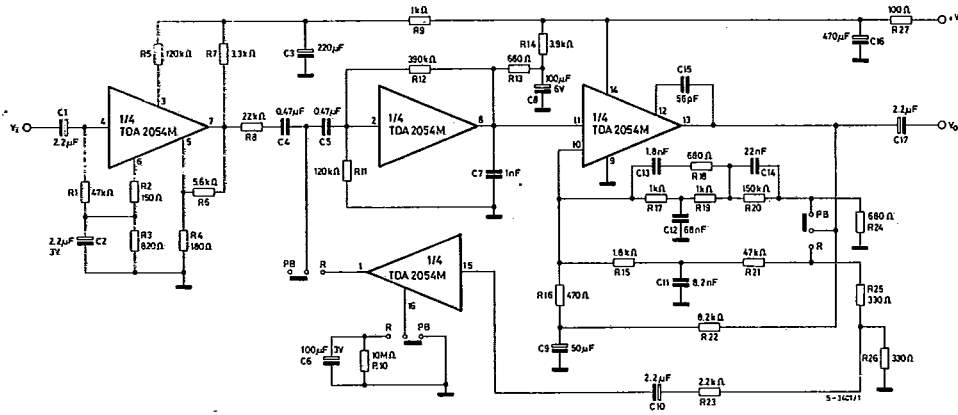 1kΩ
R9
100Ω
R27
+V
R5
120kΩ
R7
3.3kΩ
C3
220µF
R14
3.9kΩ
470µF
C16
390kΩ
R12
660Ω
R13
100µF
6V
C8
C15
56pF
C1
2.2µF
4
3
1/4
TDA 2054M
7
5
6
22kΩ
R8
0.47µF
C4
0.47µF
C5
2
1/4
TDA 2054M
8
11
10
14
12
1/4
TDA 2054M
13
9
2.2µF
C17
Vo
R1
47kΩ
R2
150Ω
5.6kΩ
R6
120kΩ
R11
C7
1nF
1.8nF
C13
680Ω
R18
22nF
C14
1kΩ
R17
1kΩ
R19
150kΩ
R20
C12
68nF
PB
R
680Ω
R24
2.2µF
3V
C2
R3
820Ω
R4
180Ω
PB
R
1
1/4
TDA 2054M
15
16
1.8kΩ
R15
47kΩ
R21
C11
8.2nF
R16
470Ω
R25
330Ω
8.2kΩ
R22
C9
50µF
R26
330Ω
100µF
3V
C6
R
PB
10MΩ
R10
2.2µF
C10
2.2kΩ
R23